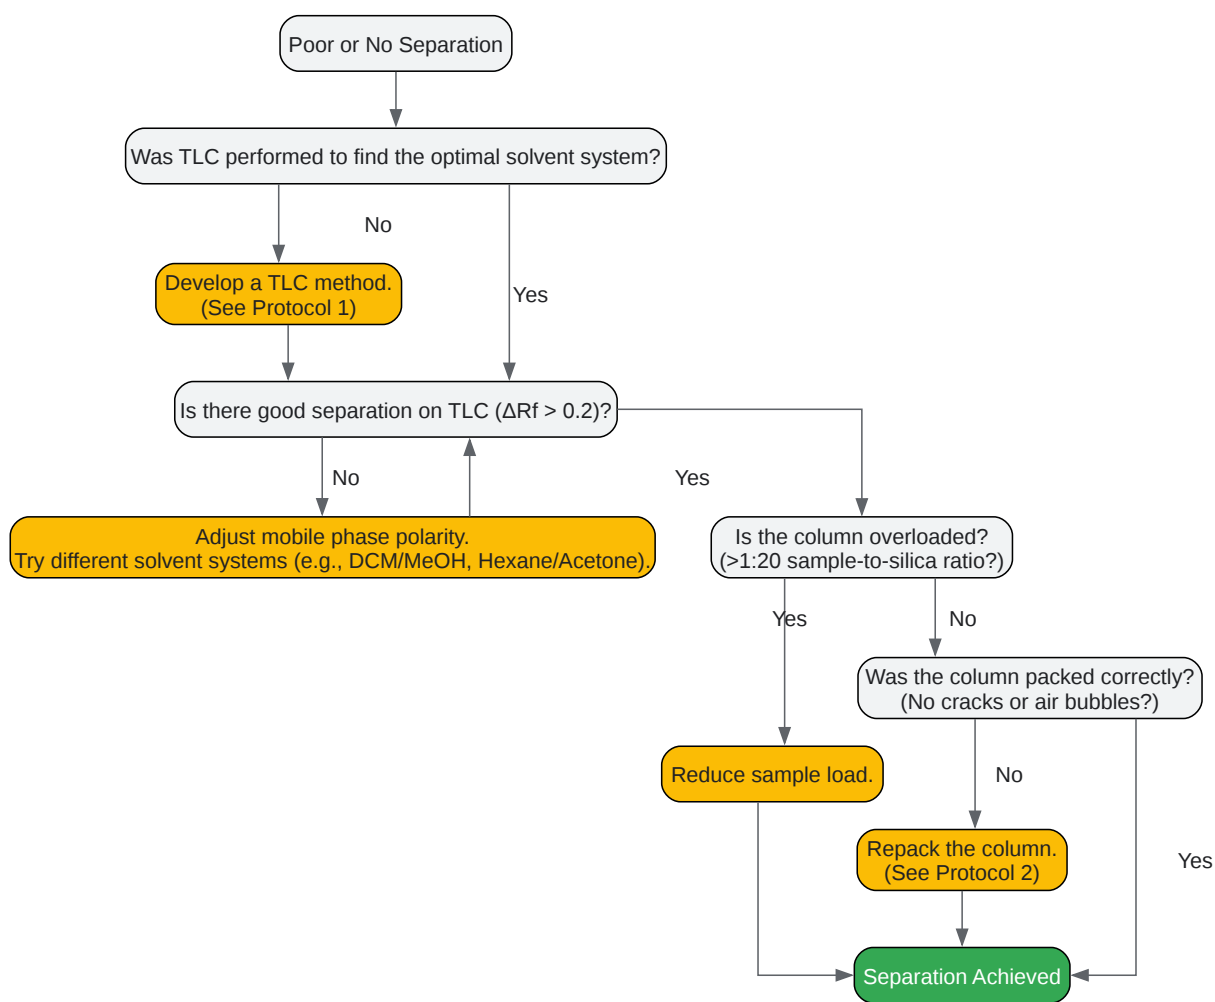 Poor or No Separation
Was TLC performed to find the optimal solvent system?
No
Develop a TLC method.
(See Protocol 1)
Yes
Is there good separation on TLC (ΔRf > 0.2)?
No
Yes
Adjust mobile phase polarity.
Try different solvent systems (e.g., DCM/MeOH, Hexane/Acetone).
Is the column overloaded?
(>1:20 sample-to-silica ratio?)
Yes
No
Was the column packed correctly?
(No cracks or air bubbles?)
Reduce sample load.
No
Repack the column.
(See Protocol 2)
Yes
Separation Achieved